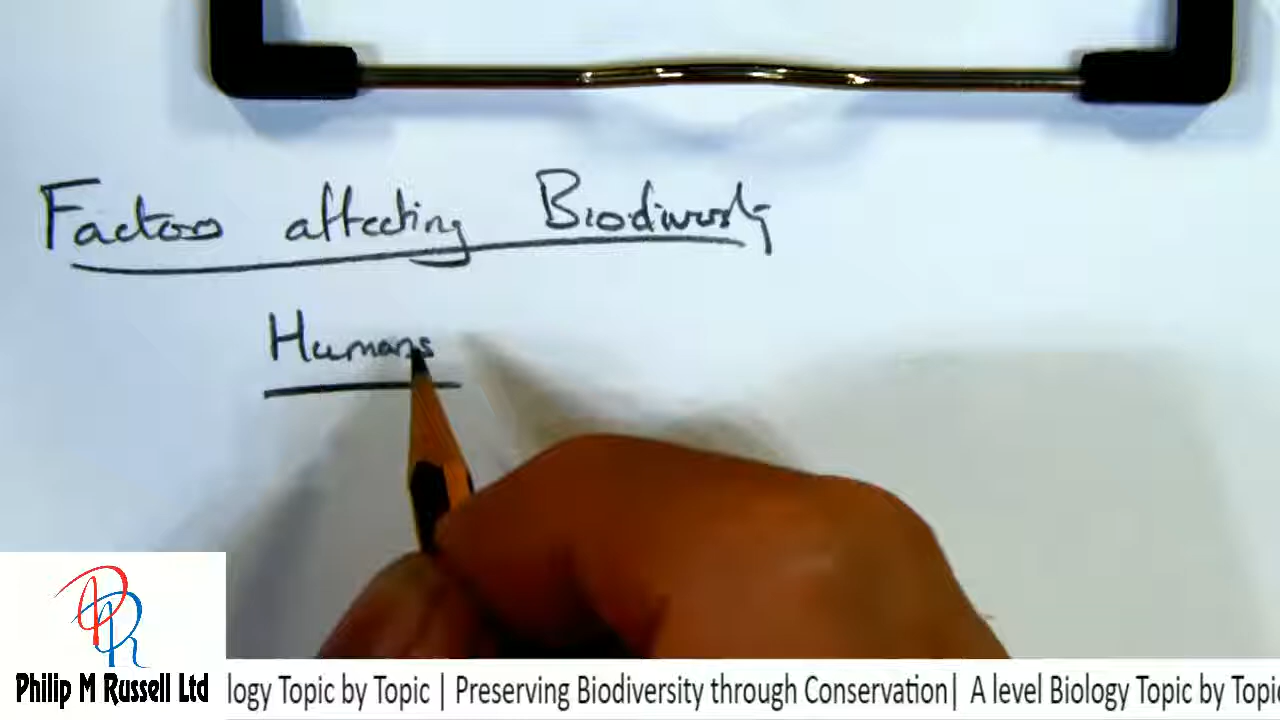 Factors affecting Biodiversity
Humans
Philip M Russell Ltd
logy Topic by Topic | Preserving Biodiversity through Conservation| A level Biology Topic by Topic